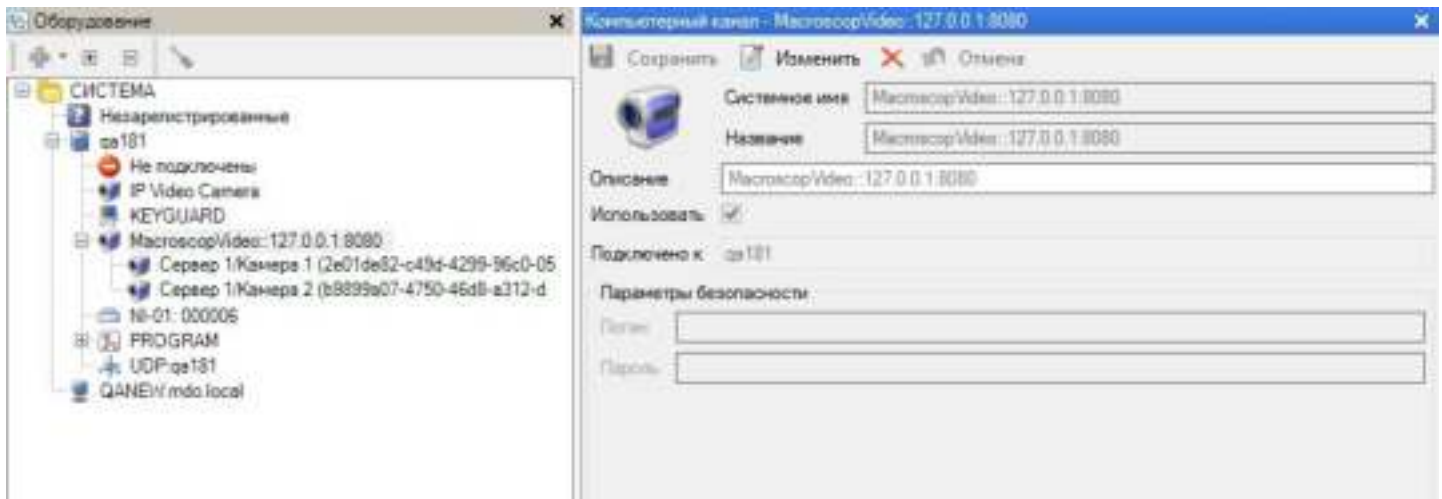 Оборудование
СИСТЕМА
Незарегистрированные
qa181
Не подключены
IP Video Camera
KEYGUARD
MacroscopVideo::127.0.0.1:8080
Сервер 1/Камера 1 (2e01de82-c49d-4299-96c0-05
Сервер 1/Камера 2 (b9899a07-4750-46d8-a312-d
NI-01: 000006
PROGRAM
UDP:qa181
QANEW.mdo.local
Компьютерный канал - MacroscopVideo::127.0.0.1:8080
Сохранить Изменить Отмена
Системное имя MacroscopVideo::127.0.0.1:8080
Название MacroscopVideo::127.0.0.1:8080
Описание MacroscopVideo::127.0.0.1:8080
Использовать
Подключено к qa181
Параметры безопасности
Логин
Пароль